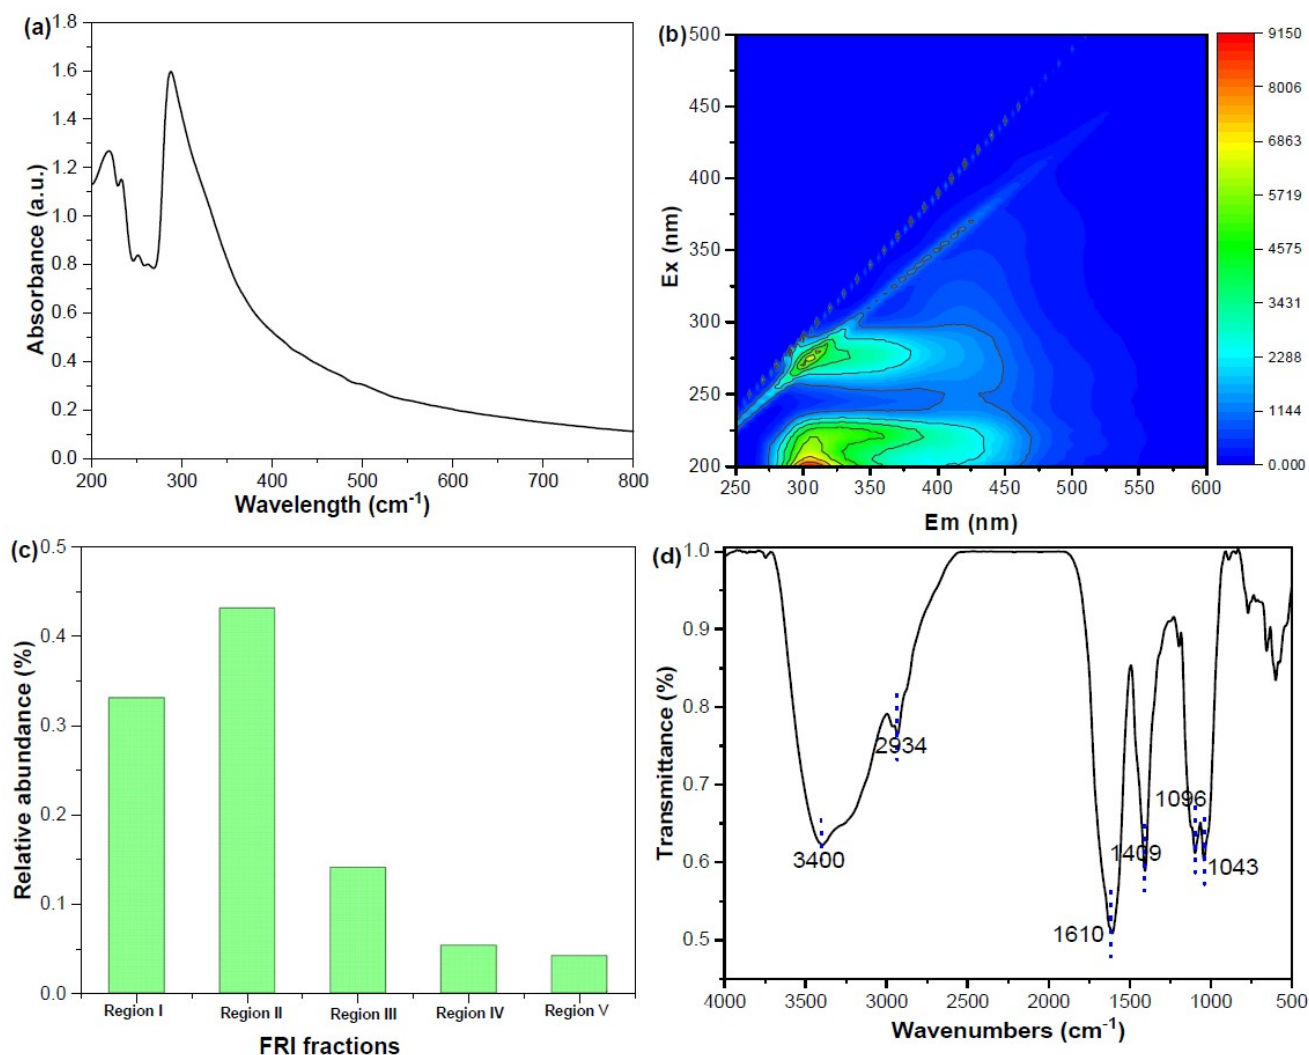 (a)
1.8
1.6
1.4
1.2
1.0
0.8
0.6
0.4
0.2
0.0
Absorbance (a.u.)
200 300 400 500 600 700 800
Wavelength (cm⁻¹)
(b)
500
450
400
350
300
250
200
Ex (nm)
250 300 350 400 450 500 550 600
Em (nm)
9150
8006
6863
5719
4575
3431
2288
1144
0.000
(c)
0.5
0.4
0.3
0.2
0.1
0.0
Relative abundance (%)
Region I Region II Region III Region IV Region V
FRI fractions
(d)
1.0
0.9
0.8
0.7
0.6
0.5
Transmittance (%)
3400
2934
1610
1409
1096
1043
4000 3500 3000 2500 2000 1500 1000 500
Wavenumbers (cm⁻¹)